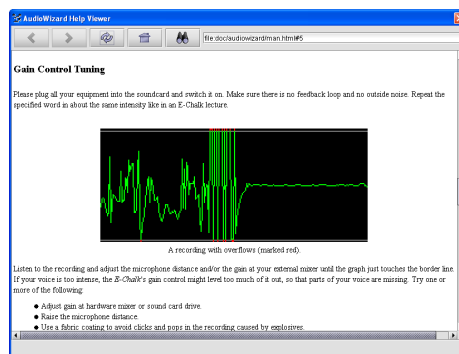 AudioWizard Help Viewer
file:doc/audiowizard/man.html#5
Gain Control Tuning
Please plug all your equipment into the soundcard and switch it on. Make sure there is no feedback loop and no outside noise. Repeat the
specified word in about the same intensity like in an E-Chalk lecture.
A recording with overflows (marked red).
Listen to the recording and adjust the microphone distance and/or the gain at your external mixer until the graph just touches the border line.
If your voice is too intense, the E-Chalk's gain control might level too much of it out, so that parts of your voice are missing. Try one or
more of the following:
● Adjust gain at hardware mixer or sound card drive.
● Raise the microphone distance.
● Use a fabric coating to avoid clicks and pops in the recording caused by explosives.